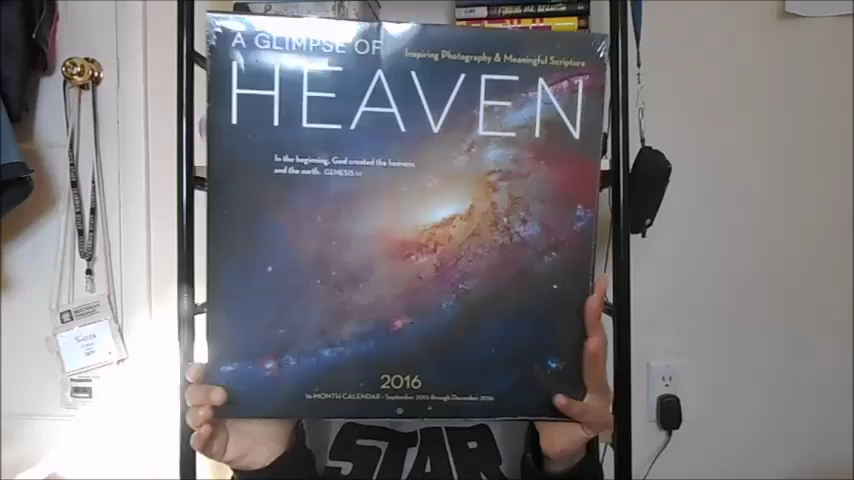 A GLIMPSE OF
Inspiring Photography & Meaningful Scripture
HEAVEN
In the beginning, God created the heavens
and the earth. GENESIS 1:1
2016
16-MONTH CALENDAR - September 2015 through December 2016
STAR